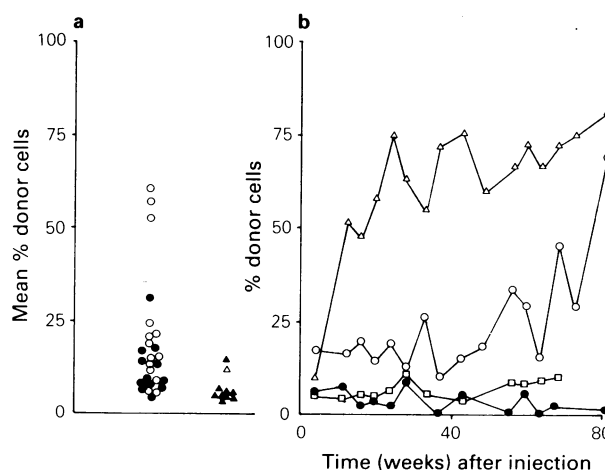 a
b
100
75
50
25
0
Mean % donor cells
100
75
50
25
0
% donor cells
0
40
80
Time (weeks) after injection